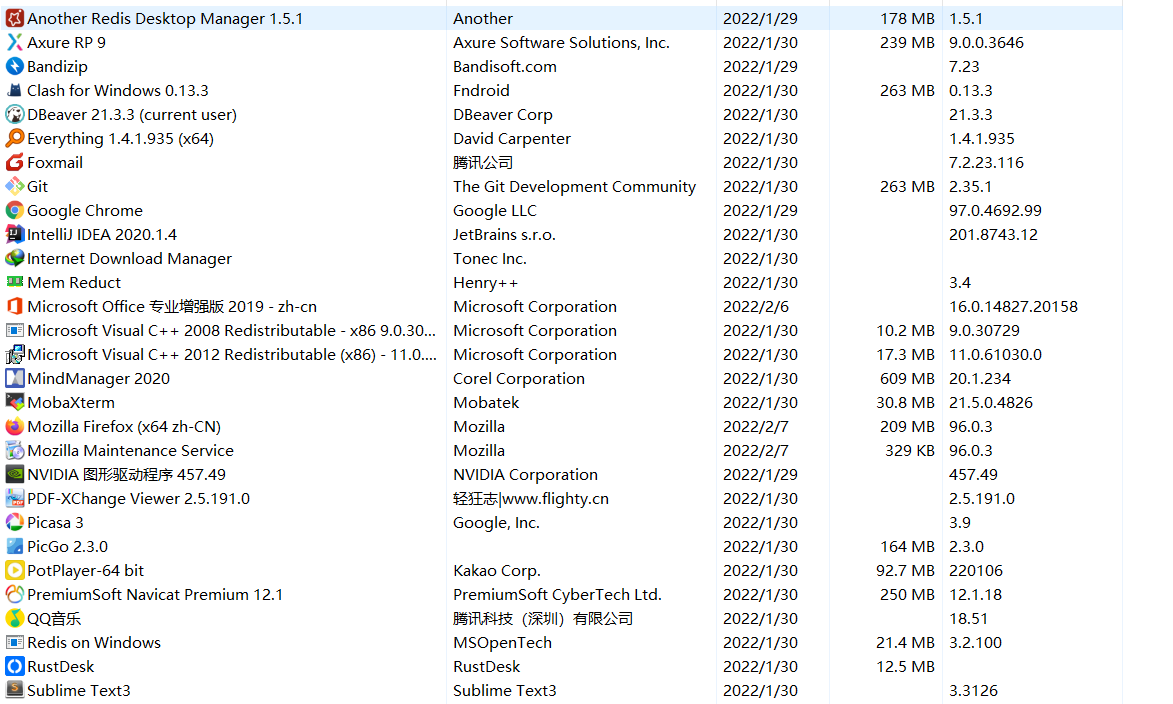 Another Redis Desktop Manager 1.5.1 Another 2022/1/29 178 MB 1.5.1
Axure RP 9 Axure Software Solutions, Inc. 2022/1/30 239 MB 9.0.0.3646
Bandizip Bandisoft.com 2022/1/29 7.23
Clash for Windows 0.13.3 Fndroid 2022/1/30 263 MB 0.13.3
DBeaver 21.3.3 (current user) DBeaver Corp 2022/1/30 21.3.3
Everything 1.4.1.935 (x64) David Carpenter 2022/1/30 1.4.1.935
Foxmail 腾讯公司 2022/1/30 7.2.23.116
Git The Git Development Community 2022/1/30 263 MB 2.35.1
Google Chrome Google LLC 2022/1/29 97.0.4692.99
IntelliJ IDEA 2020.1.4 JetBrains s.r.o. 2022/1/30 201.8743.12
Internet Download Manager Tonec Inc. 2022/1/30
Mem Reduct Henry++ 2022/1/30 3.4
Microsoft Office 专业增强版 2019 - zh-cn Microsoft Corporation 2022/2/6 16.0.14827.20158
Microsoft Visual C++ 2008 Redistributable - x86 9.0.30... Microsoft Corporation 2022/1/30 10.2 MB 9.0.30729
Microsoft Visual C++ 2012 Redistributable (x86) - 11.0.... Microsoft Corporation 2022/1/30 17.3 MB 11.0.61030.0
MindManager 2020 Corel Corporation 2022/1/30 609 MB 20.1.234
MobaXterm Mobatek 2022/1/30 30.8 MB 21.5.0.4826
Mozilla Firefox (x64 zh-CN) Mozilla 2022/2/7 209 MB 96.0.3
Mozilla Maintenance Service Mozilla 2022/2/7 329 KB 96.0.3
NVIDIA 图形驱动程序 457.49 NVIDIA Corporation 2022/1/29 457.49
PDF-XChange Viewer 2.5.191.0 轻狂志|www.flighty.cn 2022/1/30 2.5.191.0
Picasa 3 Google, Inc. 2022/1/30 3.9
PicGo 2.3.0 2022/1/30 164 MB 2.3.0
PotPlayer-64 bit Kakao Corp. 2022/1/30 92.7 MB 220106
PremiumSoft Navicat Premium 12.1 PremiumSoft CyberTech Ltd. 2022/1/30 250 MB 12.1.18
QQ音乐 腾讯科技（深圳）有限公司 2022/1/30 18.51
Redis on Windows MSOpenTech 2022/1/30 21.4 MB 3.2.100
RustDesk RustDesk 2022/1/30 12.5 MB
Sublime Text3 Sublime Text3 2022/1/30 3.3126